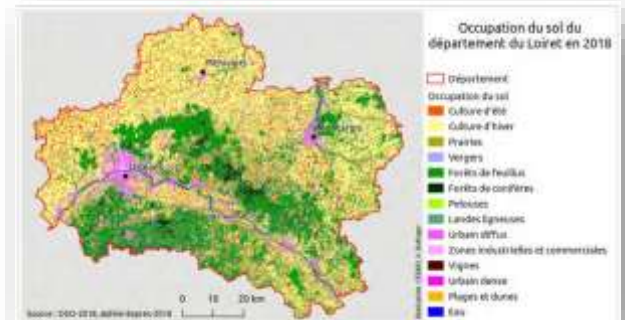 Occupation du sol du
département du Loiret en 2018
Département
Occupation du sol
Culture d'été
Culture d'hiver
Prairies
Vergers
Forêts de feuillus
Forêts de conifères
Pelouses
Landes ligneuses
Urbain diffus
Zones industrielles et commerciales
Vignes
Urbain dense
Plages et dunes
Eau
Pithiviers
0 10 20 km